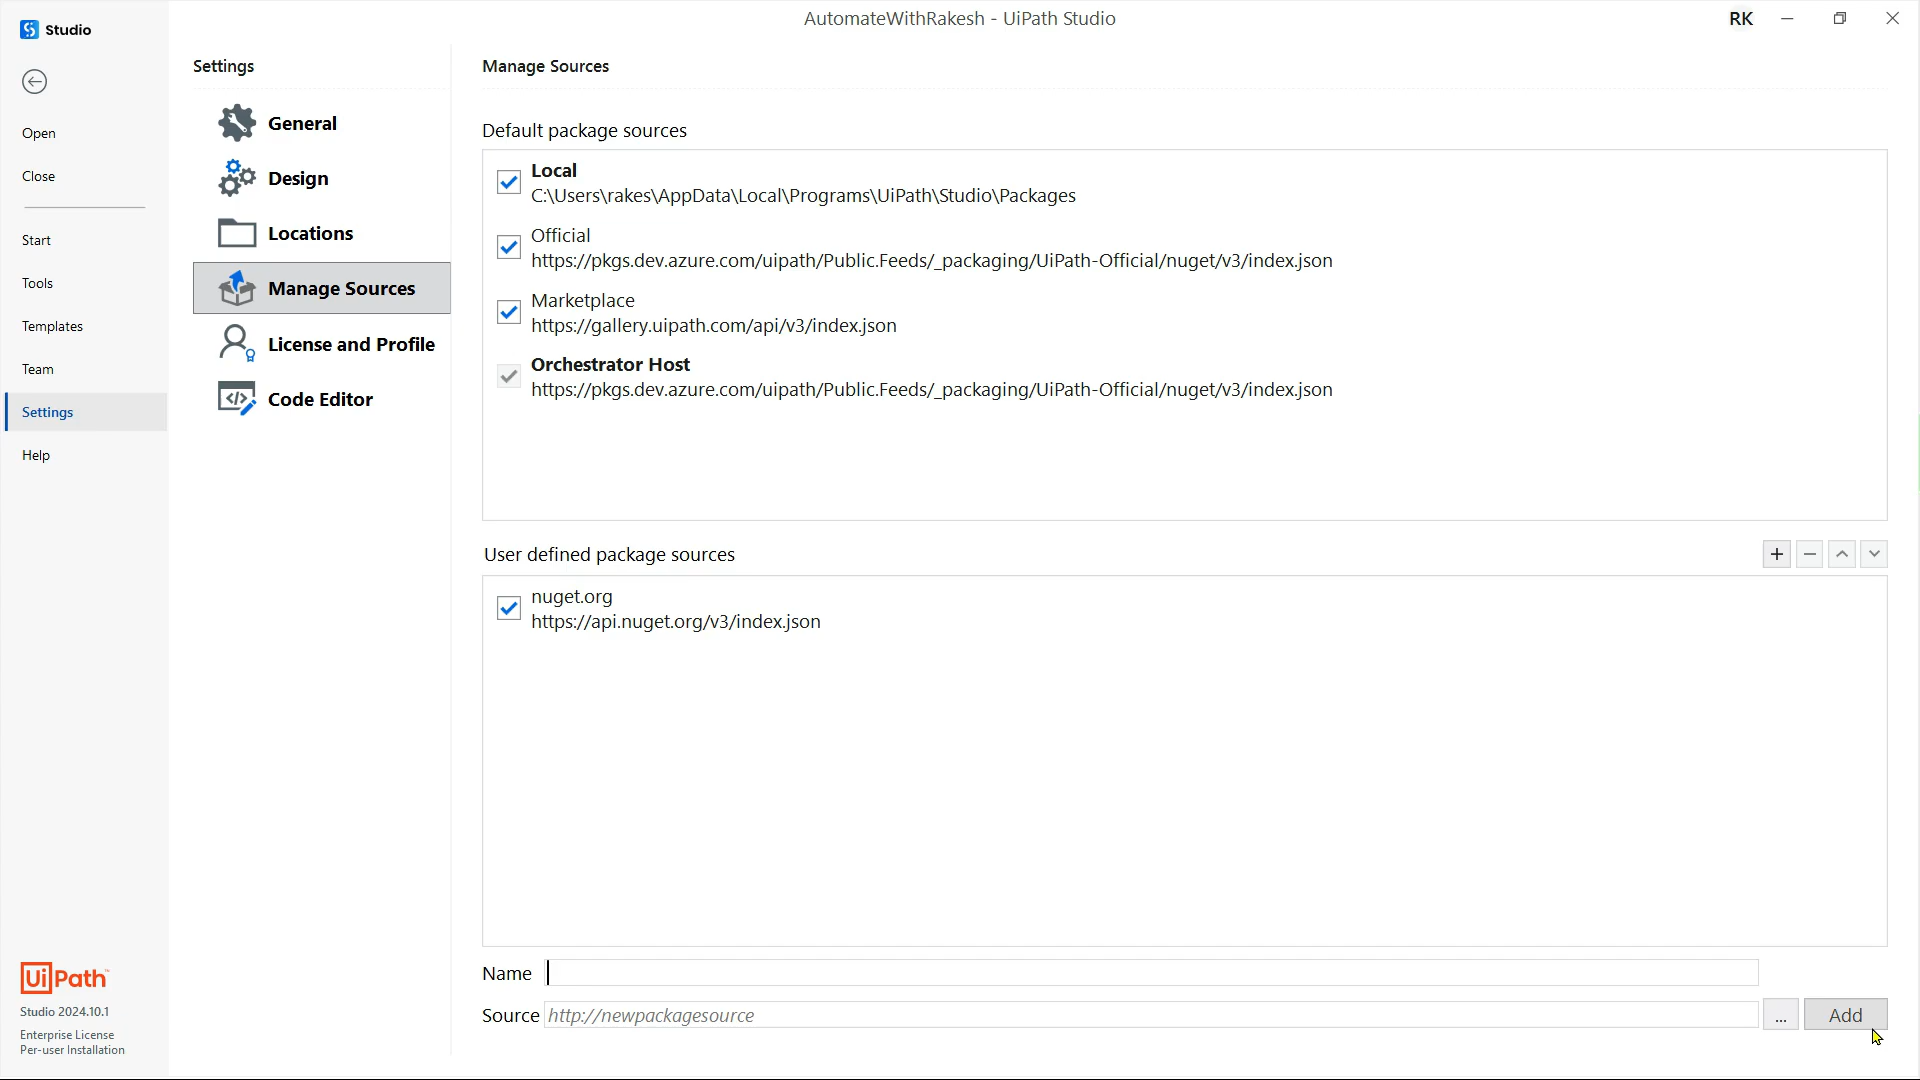 Studio
AutomateWithRakesh - UiPath Studio
RK
Open
Close
Start
Tools
Templates
Team
Settings
Help
Settings
General
Design
Locations
Manage Sources
License and Profile
Code Editor
Manage Sources
Default package sources
Local
C:\Users\rakes\AppData\Local\Programs\UiPath\Studio\Packages
Official
https://pkgs.dev.azure.com/uipath/Public.Feeds/_packaging/UiPath-Official/nuget/v3/index.json
Marketplace
https://gallery.uipath.com/api/v3/index.json
Orchestrator Host
https://pkgs.dev.azure.com/uipath/Public.Feeds/_packaging/UiPath-Official/nuget/v3/index.json
User defined package sources
nuget.org
https://api.nuget.org/v3/index.json
Name
Source http://newpackagesource
... Add
UiPath™
Studio 2024.10.1
Enterprise License
Per-user Installation